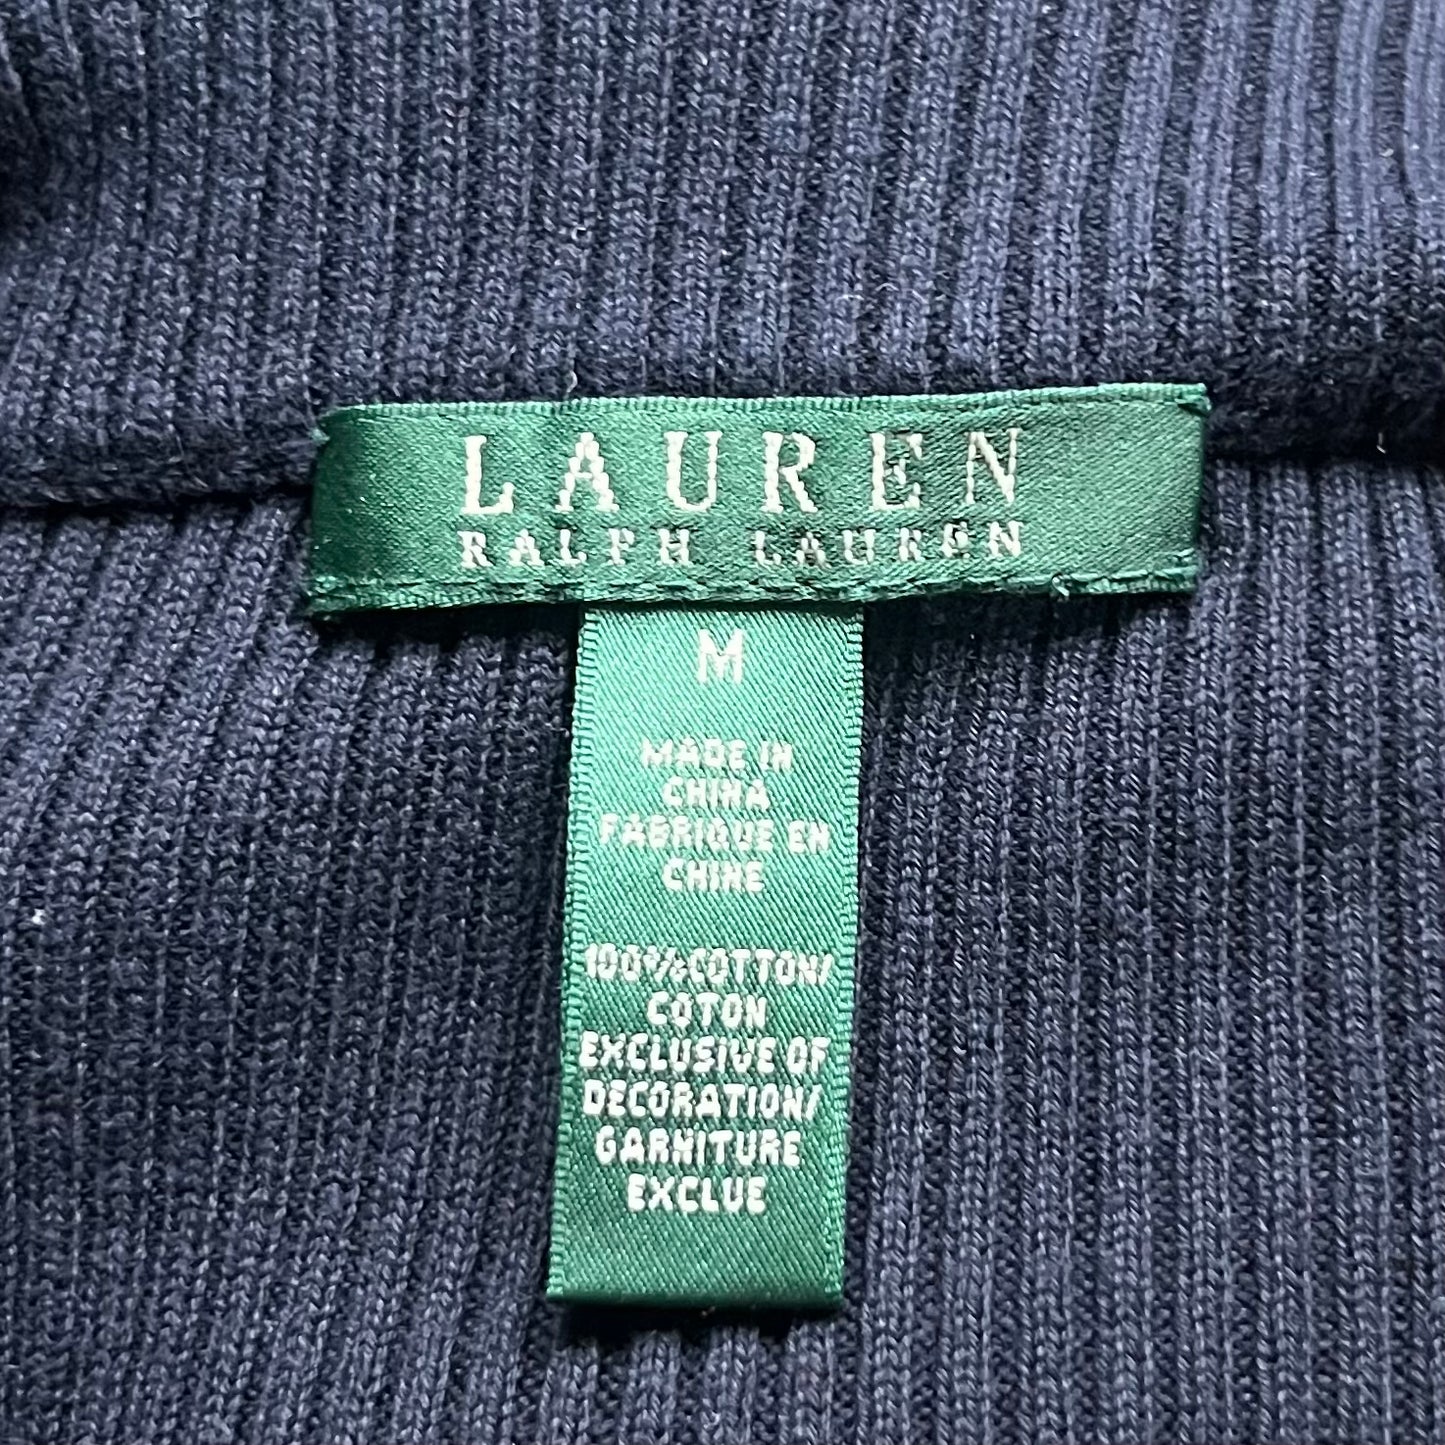 LAUREN
RALPH LAUREN
M
MADE IN
CHINA
FABRIQUE EN
CHINE
100%COTTON/
COTON
EXCLUSIVE OF
DECORATION/
GARNITURE
EXCLUE